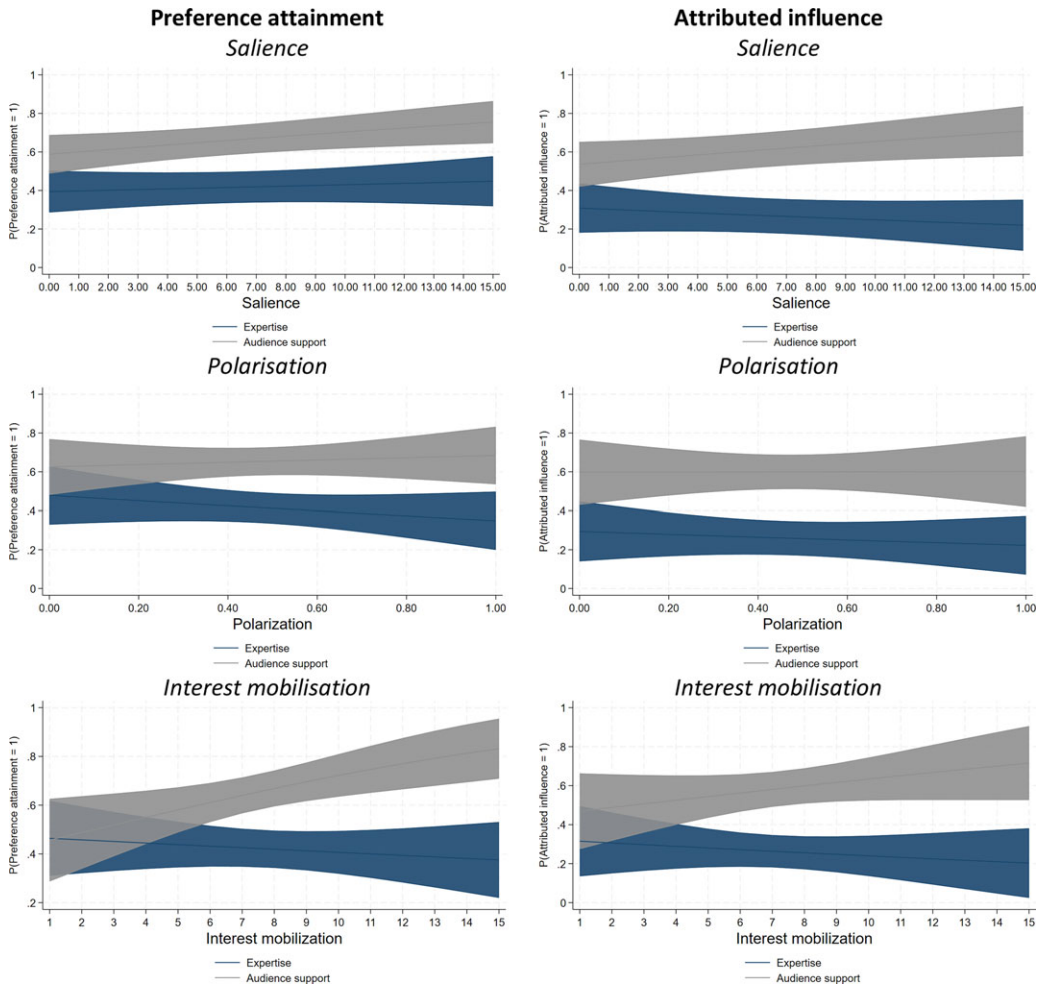 Preference attainment
Salience
P(Preference attainment = 1)
1
.8
.6
.4
.2
0
0.00 1.00 2.00 3.00 4.00 5.00 6.00 7.00 8.00 9.00 10.00 11.00 12.00 13.00 14.00 15.00
Salience
Expertise
Audience support
Attributed influence
Salience
P(Attributed influence = 1)
1
.8
.6
.4
.2
0
0.00 1.00 2.00 3.00 4.00 5.00 6.00 7.00 8.00 9.00 10.00 11.00 12.00 13.00 14.00 15.00
Salience
Expertise
Audience support
Polarisation
P(Preference attainment = 1)
1
.8
.6
.4
.2
0
0.00 0.20 0.40 0.60 0.80 1.00
Polarization
Expertise
Audience support
Polarisation
P(Attributed influence =1)
1
.8
.6
.4
.2
0
0.00 0.20 0.40 0.60 0.80 1.00
Polarization
Expertise
Audience support
Interest mobilisation
P(Preference attainment = 1)
1
.8
.6
.4
.2
1 2 3 4 5 6 7 8 9 10 11 12 13 14 15
Interest mobilization
Expertise
Audience support
Interest mobilisation
P(Attributed influence = 1)
1
.8
.6
.4
.2
0
1 2 3 4 5 6 7 8 9 10 11 12 13 14 15
Interest mobilization
Expertise
Audience support